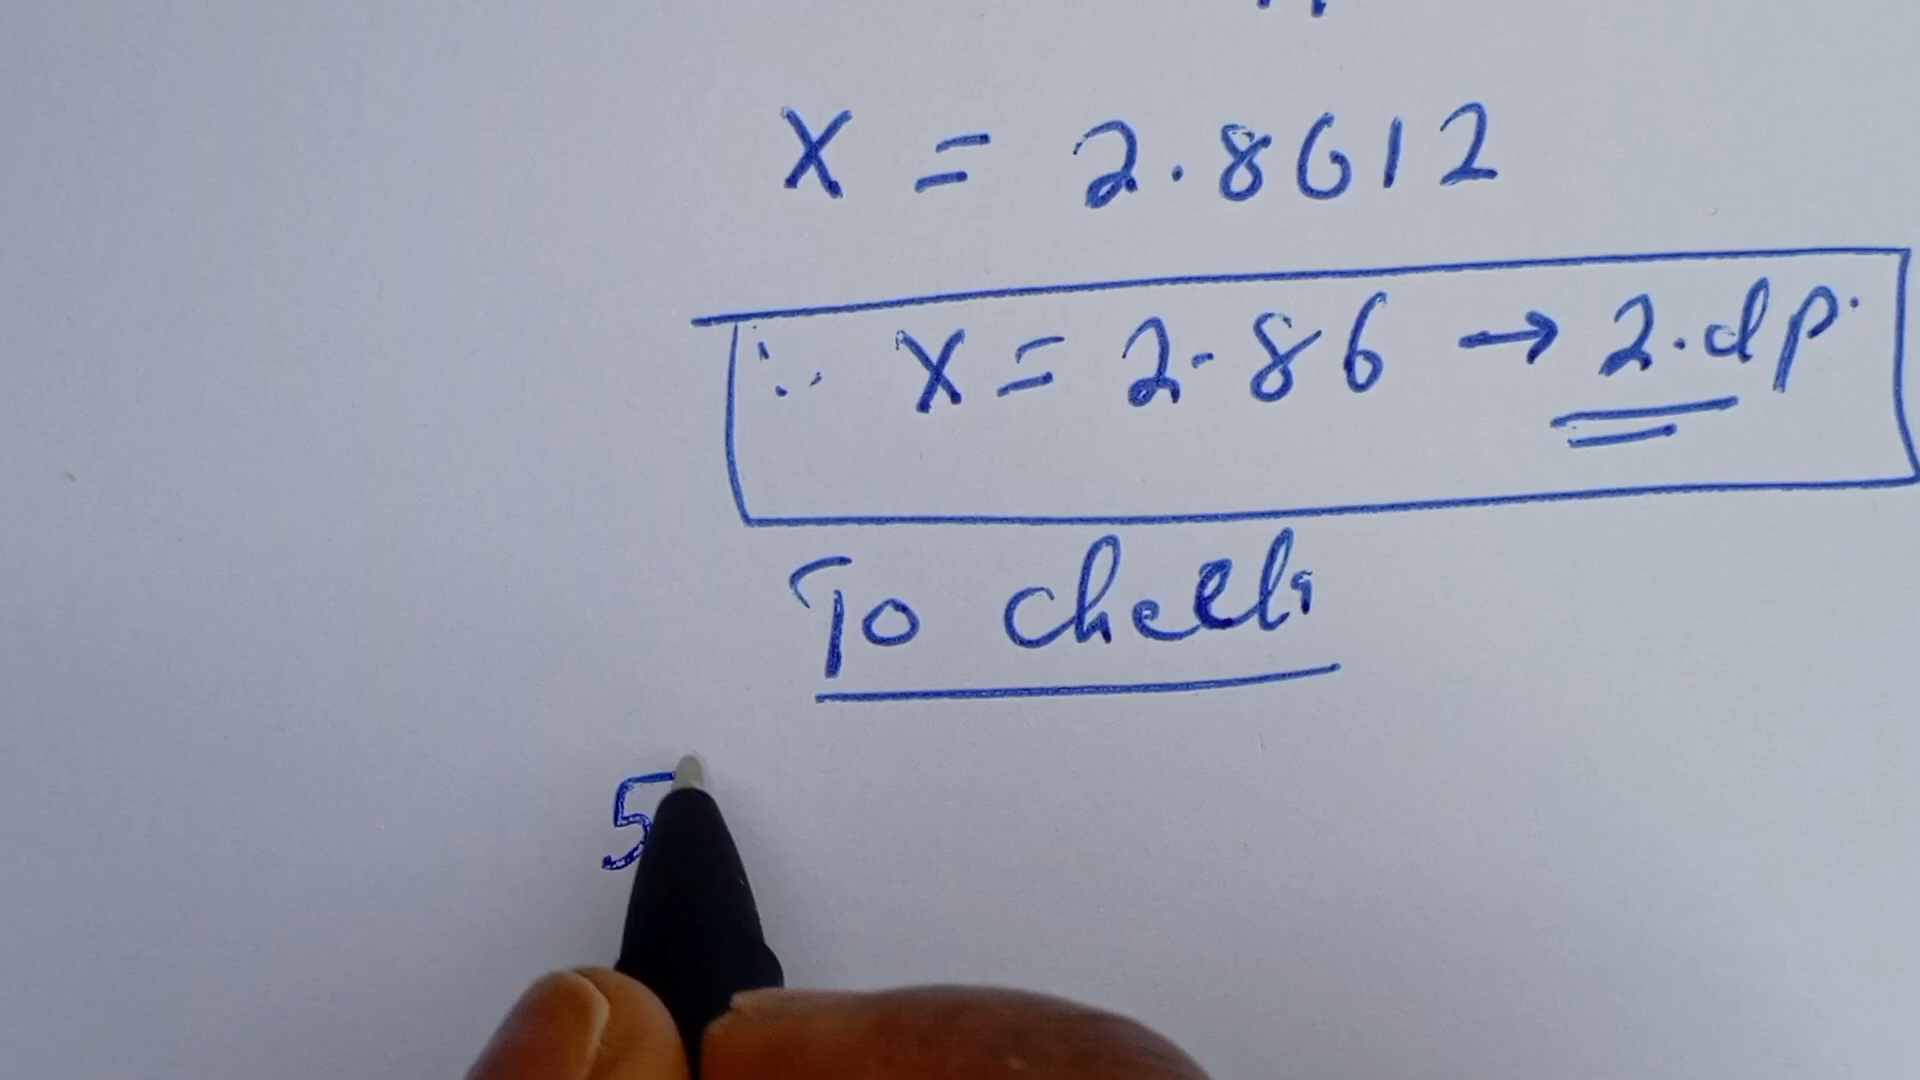 x = 2.8612
∴ x = 2.86 → 2.dp.
To check
5